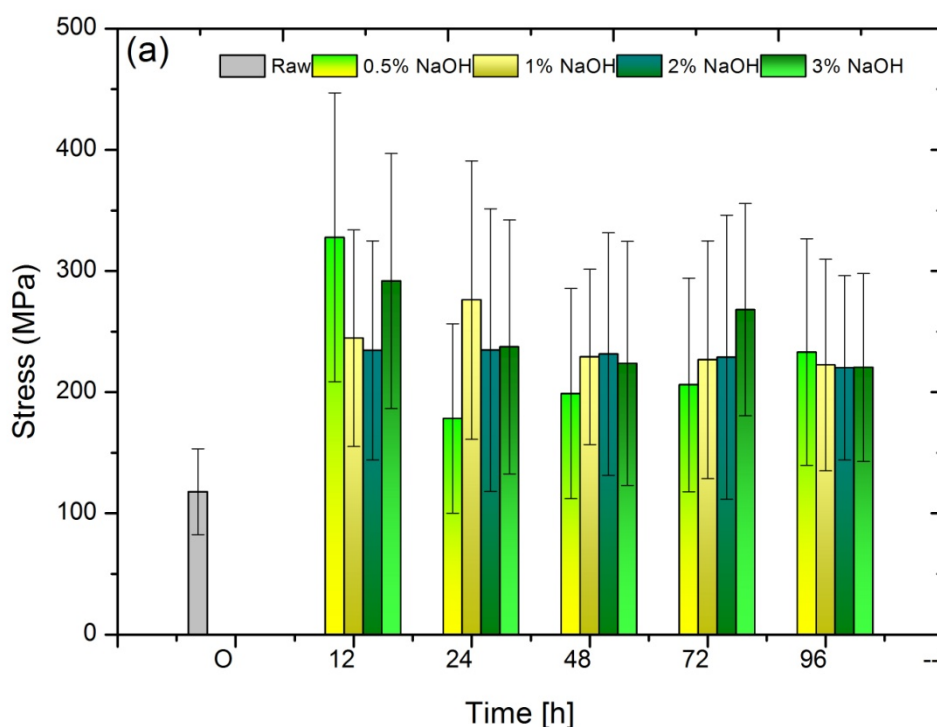 (a)
Raw 0.5% NaOH 1% NaOH 2% NaOH 3% NaOH
500
400
300
200
100
0
Stress (MPa)
O 12 24 48 72 96 --
Time [h]